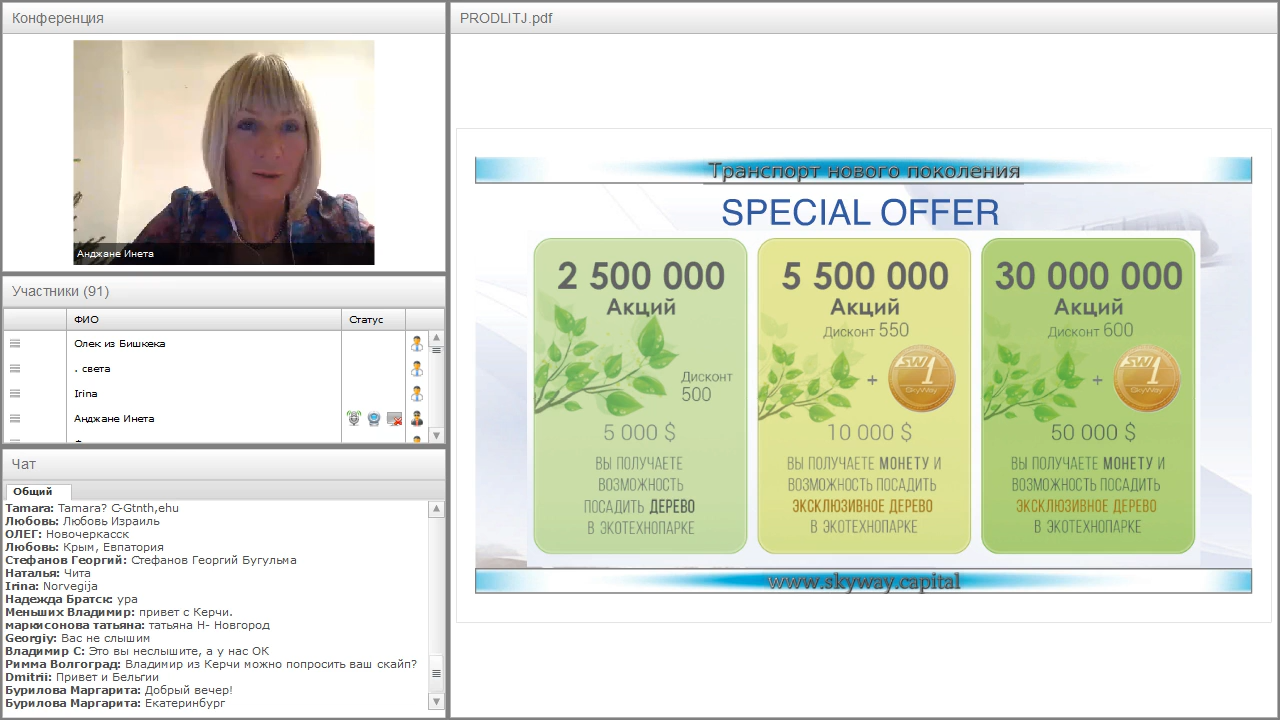 Конференция
Анджане Инета
Участники (91)
ФИО
Статус
Олек из Бишкека
. света
Irina
Анджане Инета
Чат
Общий
Tamara: Tamara? C-Gtnth,ehu
Любовь: Любовь Израиль
ОЛЕГ: Новочеркасск
Любовь: Крым, Евпатория
Стефанов Георгий: Стефанов Георгий Бугульма
Наталья: Чита
Irina: Norvegija
Надежда Братск: ура
Меньших Владимир: привет с Керчи.
маркисонова татьяна: татьяна Н- Новгород
Georgiy: Вас не слышим
Владимир С: Это вы неслышите, а у нас ОК
Римма Волгоград: Владимир из Керчи можно попросить ваш скайп?
Dmitrii: Привет и Бельгии
Бурилова Маргарита: Добрый вечер!
Бурилова Маргарита: Екатеринбург
PRODLITJ.pdf
Транспорт нового поколения
SPECIAL OFFER
2 500 000
Акций
Дисконт
500
5 000 $
ВЫ ПОЛУЧАЕТЕ
ВОЗМОЖНОСТЬ
ПОСАДИТЬ ДЕРЕВО
В ЭКОТЕХНОПАРКЕ
5 500 000
Акций
Дисконт 550
+
SW
1
SkyWay
10 000 $
ВЫ ПОЛУЧАЕТЕ МОНЕТУ И
ВОЗМОЖНОСТЬ ПОСАДИТЬ
ЭКСКЛЮЗИВНОЕ ДЕРЕВО
В ЭКОТЕХНОПАРКЕ
30 000 000
Акций
Дисконт 600
+
SW
1
SkyWay
50 000 $
ВЫ ПОЛУЧАЕТЕ МОНЕТУ И
ВОЗМОЖНОСТЬ ПОСАДИТЬ
ЭКСКЛЮЗИВНОЕ ДЕРЕВО
В ЭКОТЕХНОПАРКЕ
www.skyway.capital